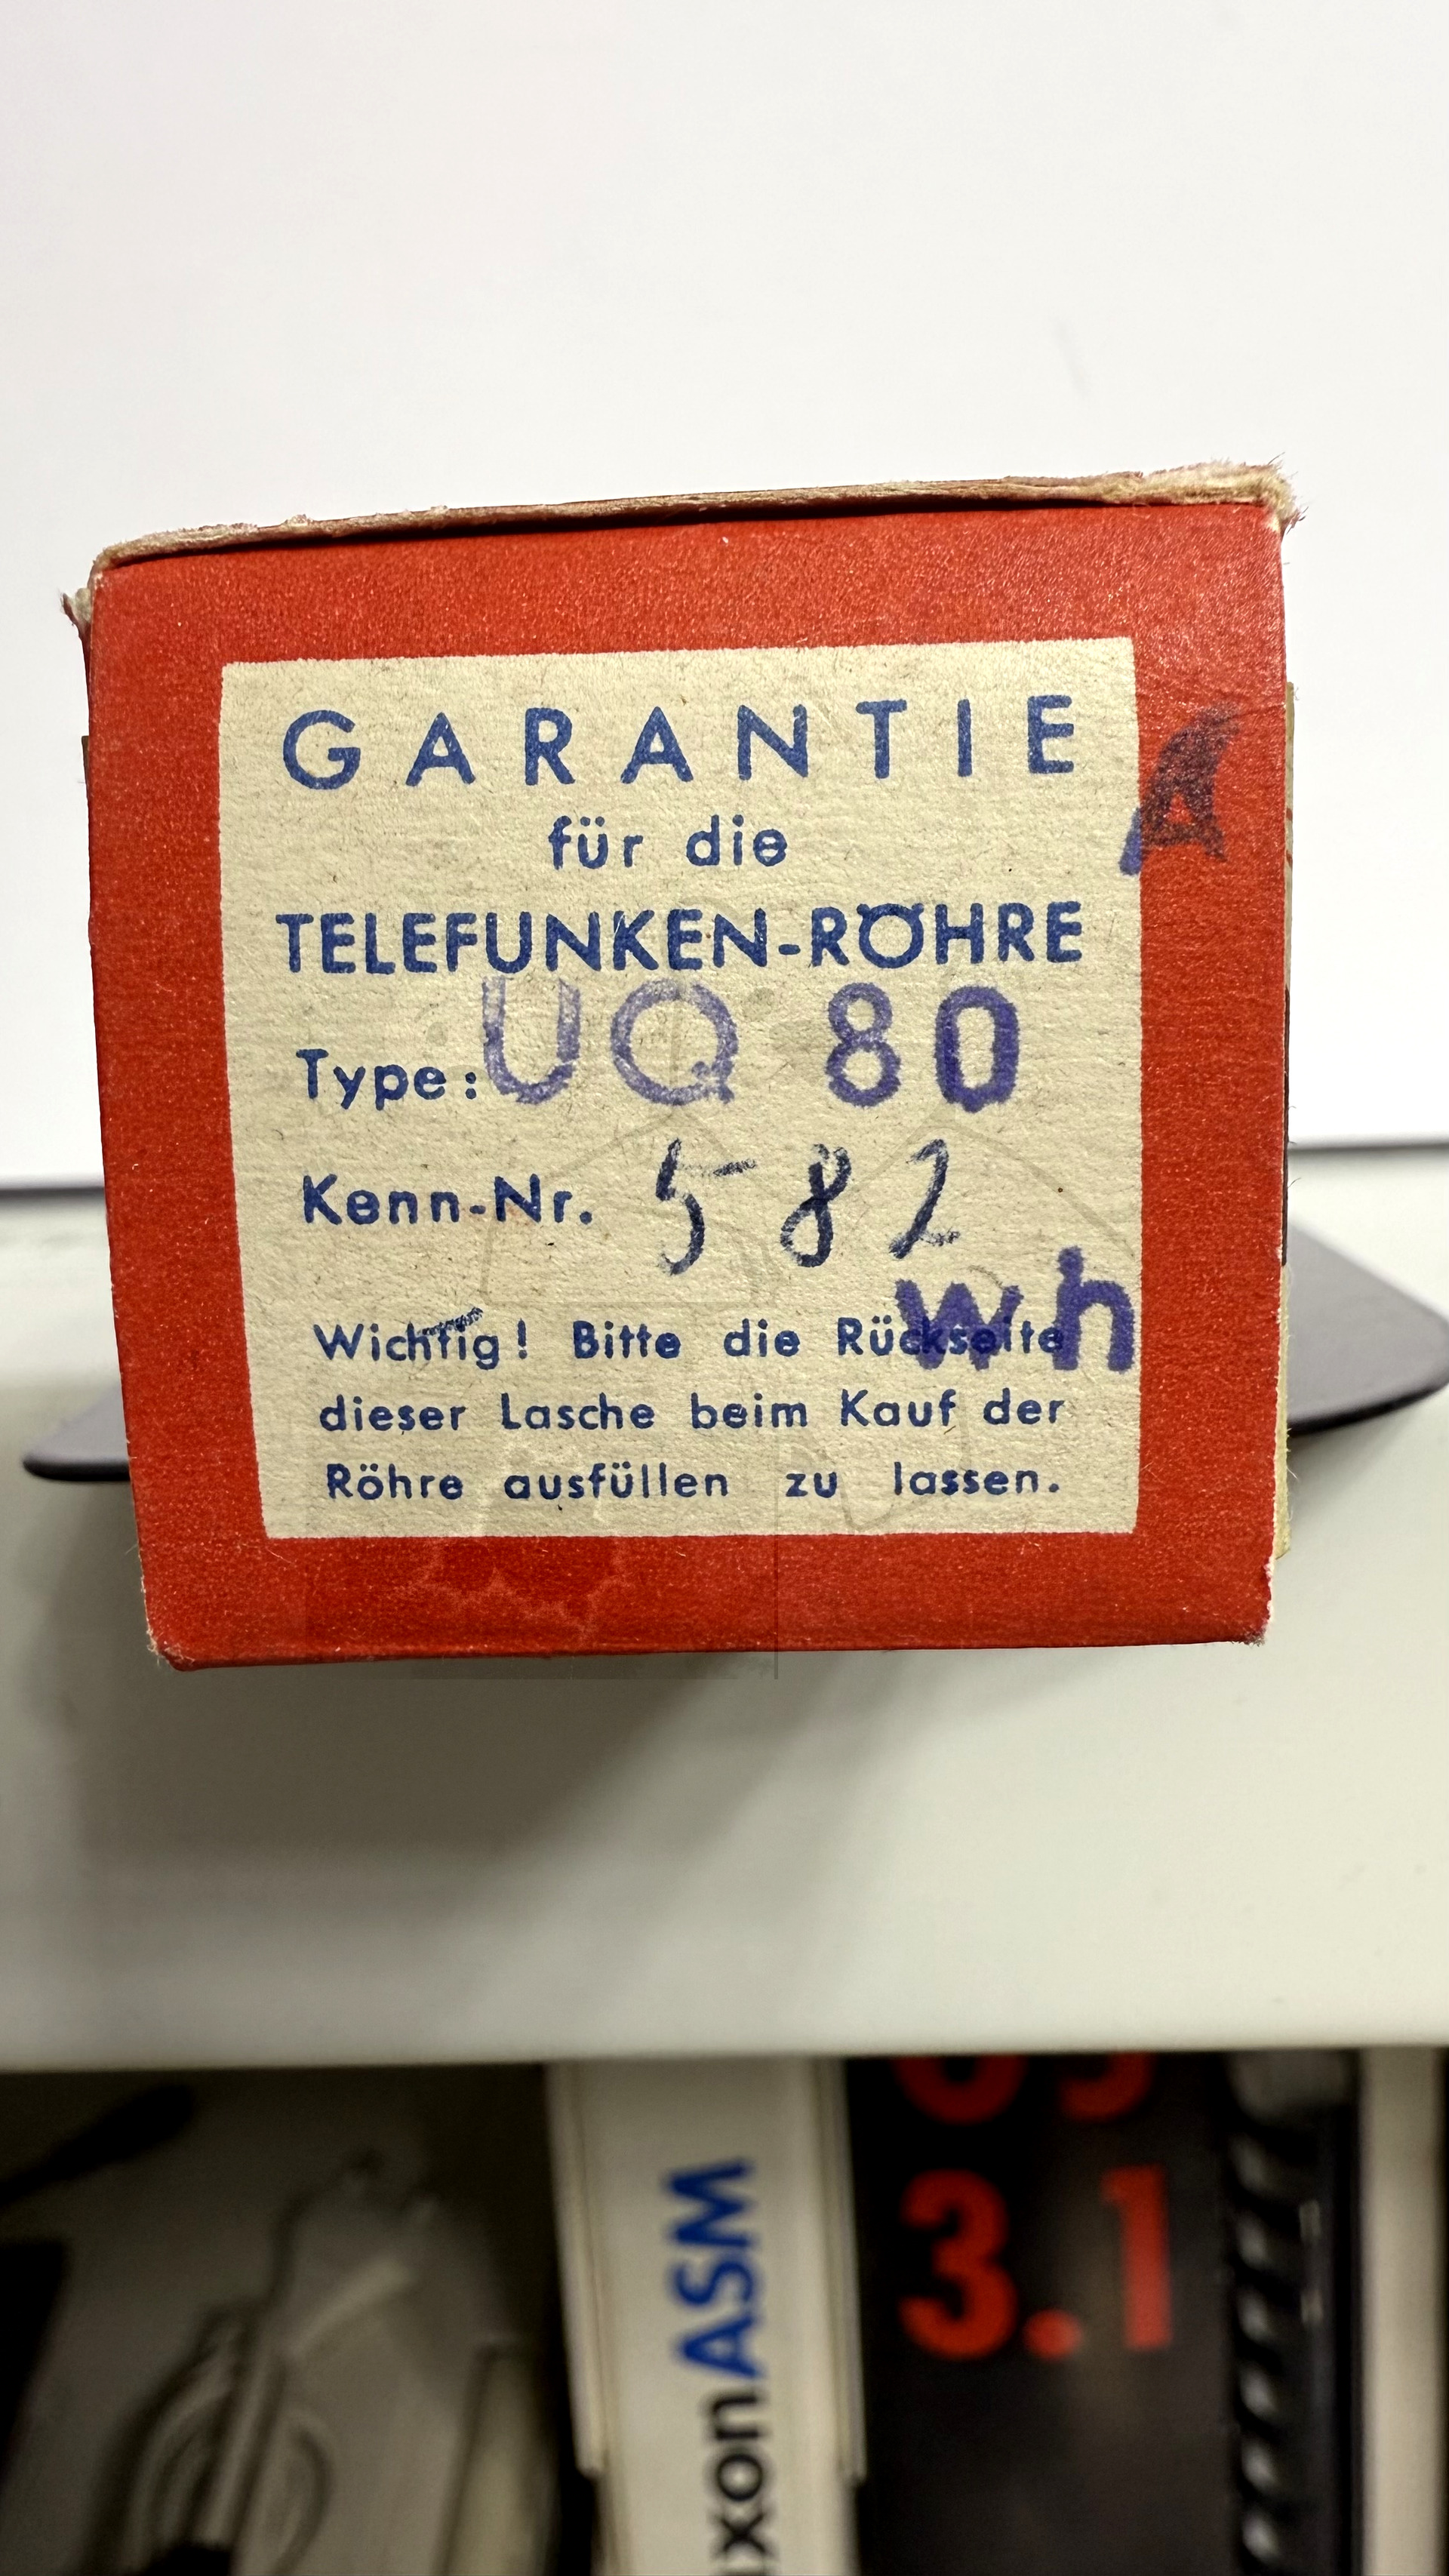 GARANTIE
für die
TELEFUNKEN-RÖHRE
Type: UQ 80
Kenn-Nr. 582
wh
A
Wichtig! Bitte die Rückseite
dieser Lasche beim Kauf der
Röhre ausfüllen zu lassen.
xonASM
3.1